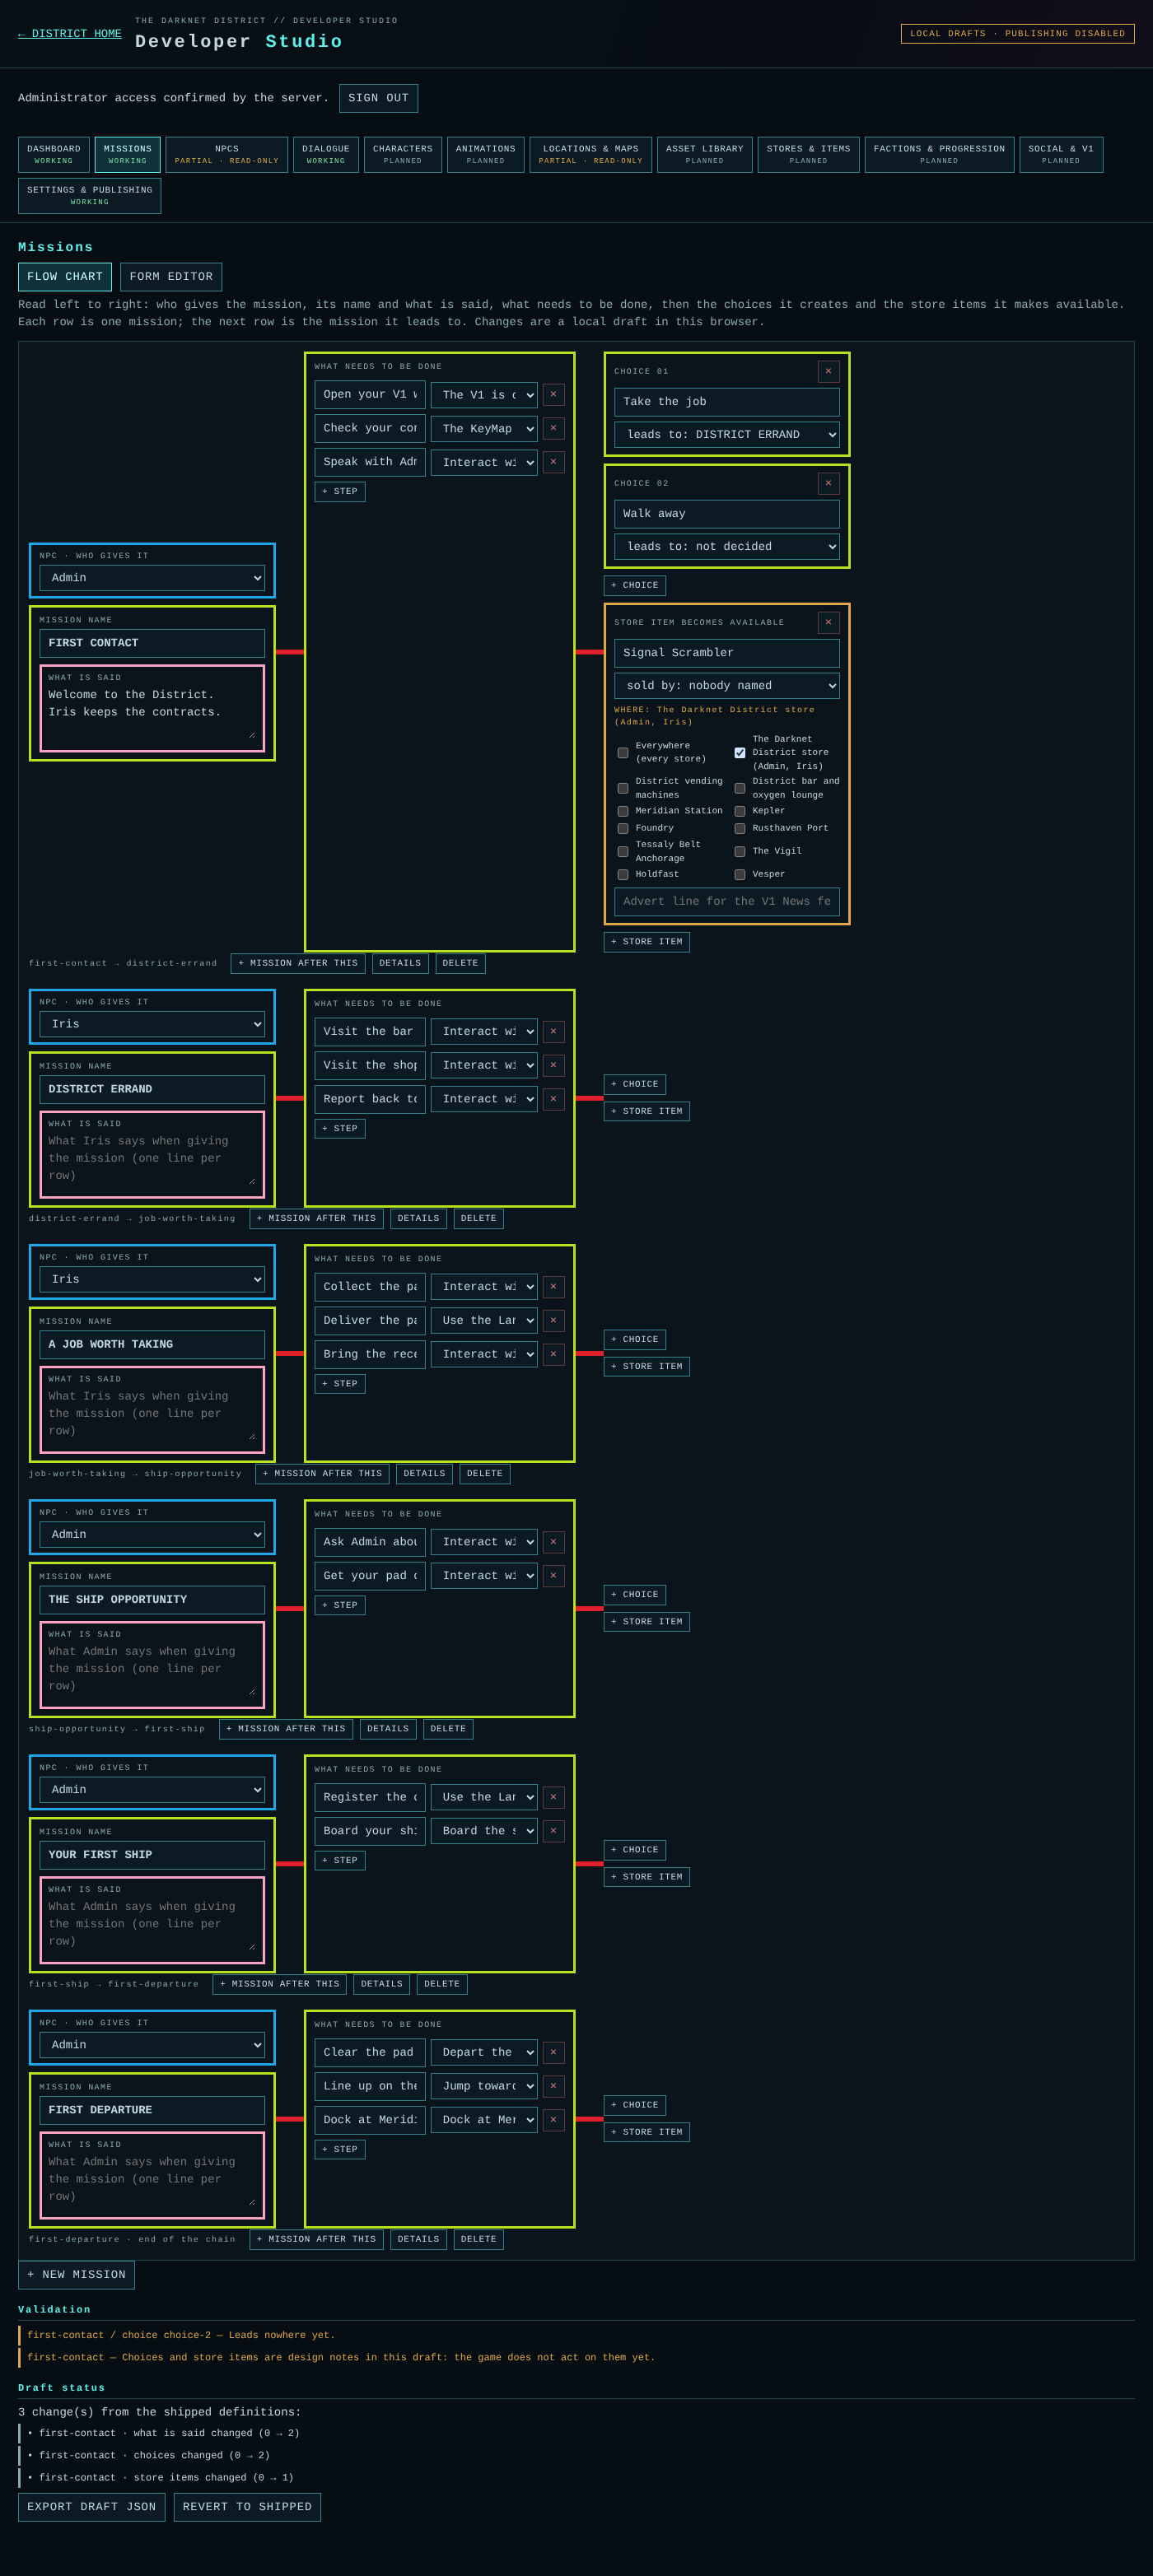 ← DISTRICT HOME
THE DARKNET DISTRICT // DEVELOPER STUDIO
Developer Studio
LOCAL DRAFTS · PUBLISHING DISABLED
Administrator access confirmed by the server.
SIGN OUT
DASHBOARD
WORKING
MISSIONS
WORKING
NPCS
PARTIAL · READ-ONLY
DIALOGUE
WORKING
CHARACTERS
PLANNED
ANIMATIONS
PLANNED
LOCATIONS & MAPS
PARTIAL · READ-ONLY
ASSET LIBRARY
PLANNED
STORES & ITEMS
PLANNED
FACTIONS & PROGRESSION
PLANNED
SOCIAL & V1
PLANNED
SETTINGS & PUBLISHING
WORKING
Missions
FLOW CHART
FORM EDITOR
Read left to right: who gives the mission, its name and what is said, what needs to be done, then the choices it creates and the store items it makes available.
Each row is one mission; the next row is the mission it leads to. Changes are a local draft in this browser.
NPC · WHO GIVES IT
Admin
MISSION NAME
FIRST CONTACT
WHAT IS SAID
Welcome to the District.
Iris keeps the contracts.
WHAT NEEDS TO BE DONE
Open your V1 The V1 is ×
Check your The KeyMap ×
Speak with Interact ×
+ STEP
CHOICE 01 ×
Take the job
leads to: DISTRICT ERRAND
CHOICE 02 ×
Walk away
leads to: not decided
+ CHOICE
STORE ITEM BECOMES AVAILABLE ×
Signal Scrambler
sold by: nobody named
WHERE: The Darknet District store
(Admin, Iris)
Everywhere
(every store)
The Darknet
District store
(Admin, Iris)
District vending
machines
District bar and
oxygen lounge
Meridian Station
Kepler
Foundry
Rusthaven Port
Tessaly Belt
Anchorage
The Vigil
Holdfast
Vesper
Advert line for the V1 News
+ STORE ITEM
first-contact → district-errand
+ MISSION AFTER THIS
DETAILS
DELETE
NPC · WHO GIVES IT
Iris
MISSION NAME
DISTRICT ERRAND
WHAT IS SAID
What Iris says when giving
the mission (one line per
row)
WHAT NEEDS TO BE DONE
Visit the bar Interact ×
Visit the Interact ×
Report back Interact ×
+ STEP
+ CHOICE
+ STORE ITEM
district-errand → job-worth-taking
+ MISSION AFTER THIS
DETAILS
DELETE
NPC · WHO GIVES IT
Iris
MISSION NAME
A JOB WORTH TAKING
WHAT IS SAID
What Iris says when giving
the mission (one line per
row)
WHAT NEEDS TO BE DONE
Collect the Interact ×
Deliver the Use the ×
Bring the Interact ×
+ STEP
+ CHOICE
+ STORE ITEM
job-worth-taking → ship-opportunity
+ MISSION AFTER THIS
DETAILS
DELETE
NPC · WHO GIVES IT
Admin
MISSION NAME
THE SHIP OPPORTUNITY
WHAT IS SAID
What Admin says when giving
the mission (one line per
row)
WHAT NEEDS TO BE DONE
Ask Admin Interact ×
Get your pad Interact ×
+ STEP
+ CHOICE
+ STORE ITEM
ship-opportunity → first-ship
+ MISSION AFTER THIS
DETAILS
DELETE
NPC · WHO GIVES IT
Admin
MISSION NAME
YOUR FIRST SHIP
WHAT IS SAID
What Admin says when giving
the mission (one line per
row)
WHAT NEEDS TO BE DONE
Register the Use the ×
Board your Board the ×
+ STEP
+ CHOICE
+ STORE ITEM
first-ship → first-departure
+ MISSION AFTER THIS
DETAILS
DELETE
NPC · WHO GIVES IT
Admin
MISSION NAME
FIRST DEPARTURE
WHAT IS SAID
What Admin says when giving
the mission (one line per
row)
WHAT NEEDS TO BE DONE
Clear the pad Depart the ×
Line up on Jump ×
Dock at Dock at ×
+ STEP
+ CHOICE
+ STORE ITEM
first-departure · end of the chain
+ MISSION AFTER THIS
DETAILS
DELETE
+ NEW MISSION
Validation
first-contact / choice choice-2 — Leads nowhere yet.
first-contact — Choices and store items are design notes in this draft: the game does not act on them yet.
Draft status
3 change(s) from the shipped definitions:
• first-contact · what is said changed (0 → 2)
• first-contact · choices changed (0 → 2)
• first-contact · store items changed (0 → 1)
EXPORT DRAFT JSON
REVERT TO SHIPPED